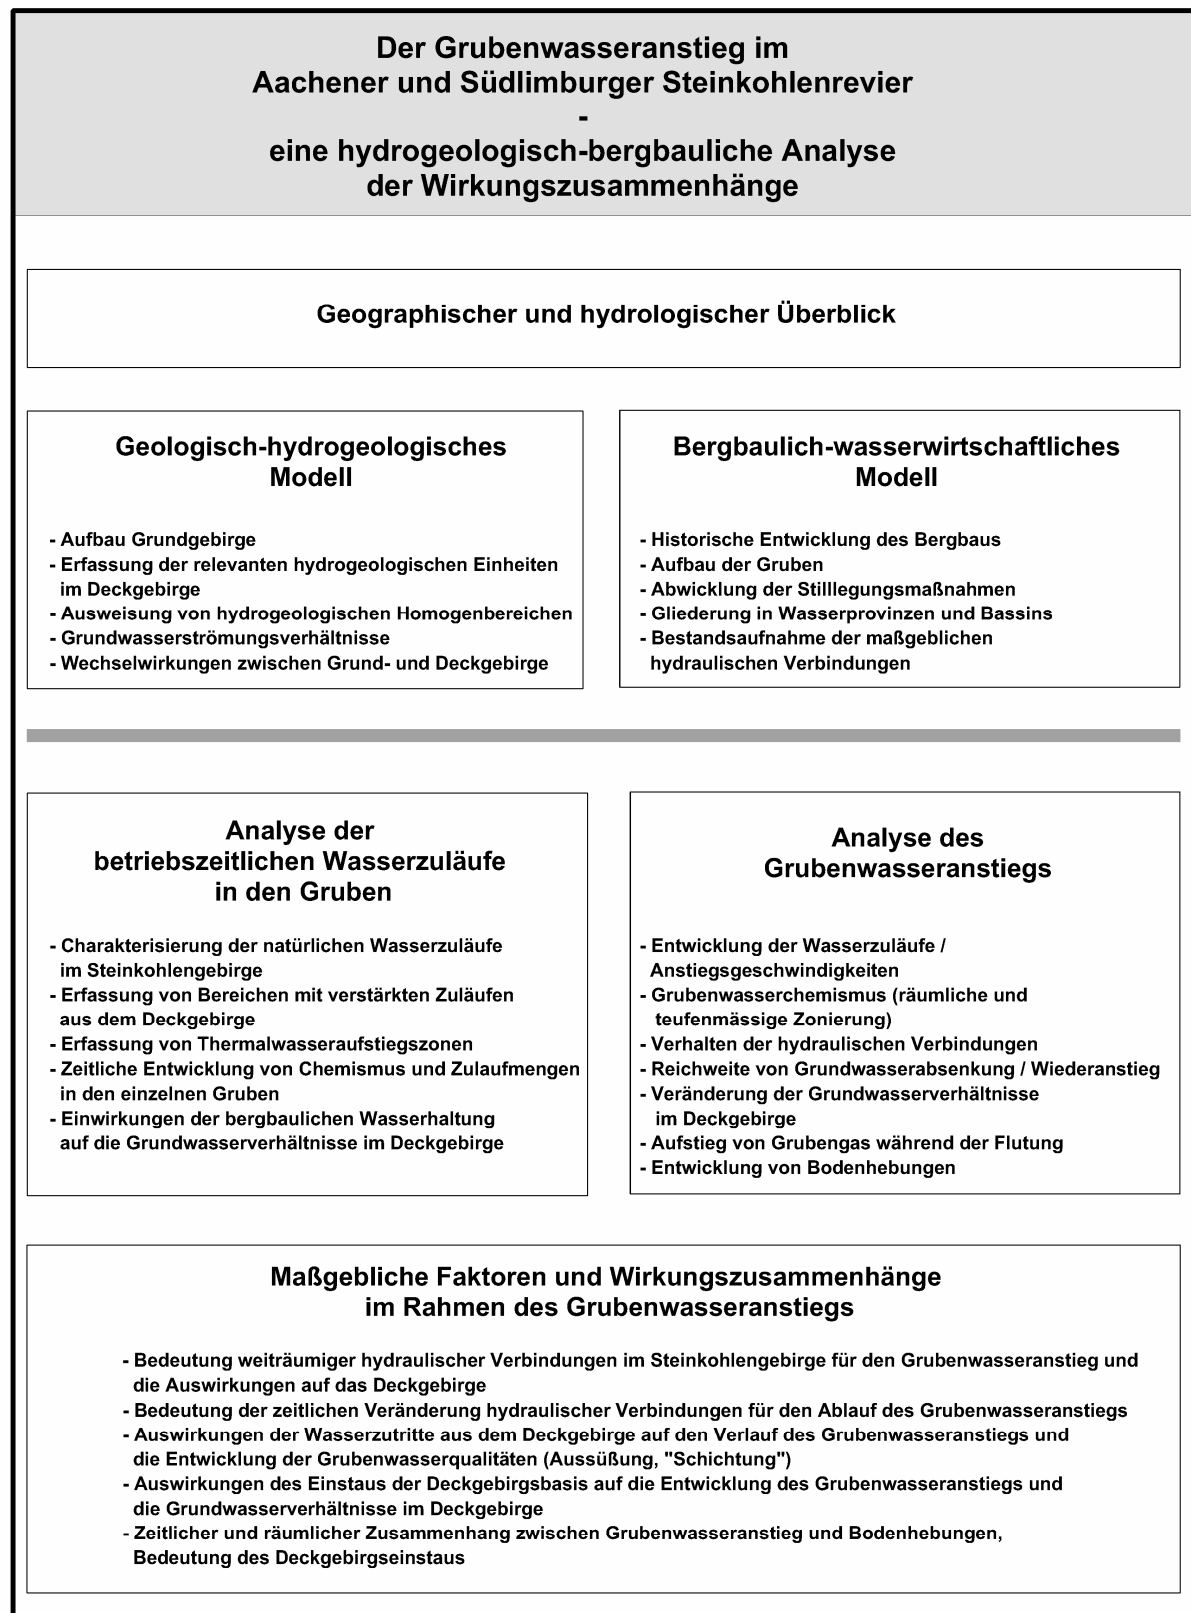 Der Grubenwasseranstieg im
Aachener und Südlimburger Steinkohlenrevier
-
eine hydrogeologisch-bergbauliche Analyse
der Wirkungszusammenhänge
Geographischer und hydrologischer Überblick
Geologisch-hydrogeologisches
Modell
- Aufbau Grundgebirge
- Erfassung der relevanten hydrogeologischen Einheiten
im Deckgebirge
- Ausweisung von hydrogeologischen Homogenbereichen
- Grundwasserströmungsverhältnisse
- Wechselwirkungen zwischen Grund- und Deckgebirge
Bergbaulich-wasserwirtschaftliches
Modell
- Historische Entwicklung des Bergbaus
- Aufbau der Gruben
- Abwicklung der Stilllegungsmaßnahmen
- Gliederung in Wasserprovinzen und Bassins
- Bestandsaufnahme der maßgeblichen
hydraulischen Verbindungen
Analyse der
betriebszeitlichen Wasserzuläufe
in den Gruben
- Charakterisierung der natürlichen Wasserzuläufe
im Steinkohlengebirge
- Erfassung von Bereichen mit verstärkten Zuläufen
aus dem Deckgebirge
- Erfassung von Thermalwasseraufstiegszonen
- Zeitliche Entwicklung von Chemismus und Zulaufmengen
in den einzelnen Gruben
- Einwirkungen der bergbaulichen Wasserhaltung
auf die Grundwasserverhältnisse im Deckgebirge
Analyse des
Grubenwasseranstiegs
- Entwicklung der Wasserzuläufe /
Anstiegsgeschwindigkeiten
- Grubenwasserchemismus (räumliche und
teufenmässige Zonierung)
- Verhalten der hydraulischen Verbindungen
- Reichweite von Grundwasserabsenkung / Wiederanstieg
- Veränderung der Grundwasserverhältnisse
im Deckgebirge
- Aufstieg von Grubengas während der Flutung
- Entwicklung von Bodenhebungen
Maßgebliche Faktoren und Wirkungszusammenhänge
im Rahmen des Grubenwasseranstiegs
- Bedeutung weiträumiger hydraulischer Verbindungen im Steinkohlengebirge für den Grubenwasseranstieg und
die Auswirkungen auf das Deckgebirge
- Bedeutung der zeitlichen Veränderung hydraulischer Verbindungen für den Ablauf des Grubenwasseranstiegs
- Auswirkungen der Wasserzutritte aus dem Deckgebirge auf den Verlauf des Grubenwasseranstiegs und
die Entwicklung der Grubenwasserqualitäten (Aussüßung, "Schichtung")
- Auswirkungen des Einstaus der Deckgebirgsbasis auf die Entwicklung des Grubenwasseranstiegs und
die Grundwasserverhältnisse im Deckgebirge
- Zeitlicher und räumlicher Zusammenhang zwischen Grubenwasseranstieg und Bodenhebungen,
Bedeutung des Deckgebirgseinstaus